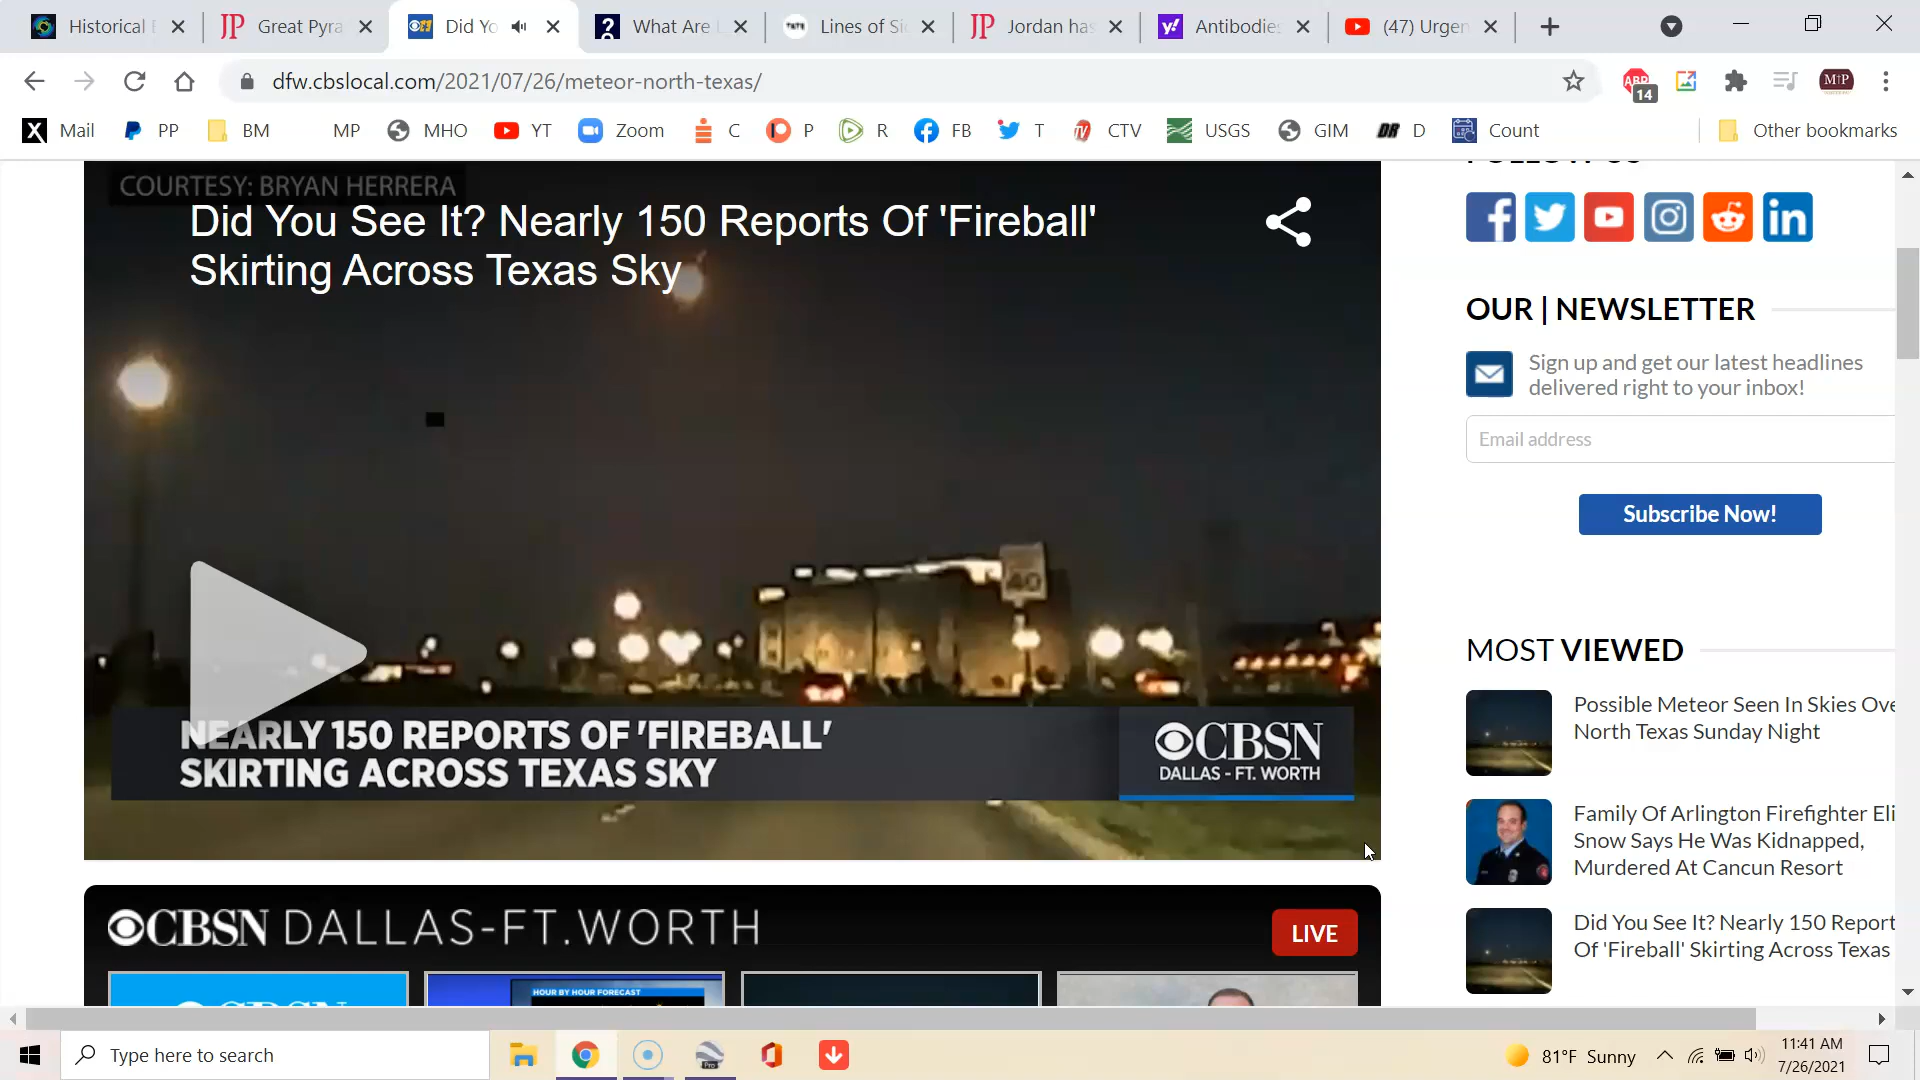 Historical E
Great Pyra
Did Yo
What Are L
Lines of Si
Jordan has
Antibodies
(47) Urgen
dfw.cbslocal.com/2021/07/26/meteor-north-texas/
ABP
14
M↑P
Mail
PP
BM
MP
MHO
YT
Zoom
C
P
R
FB
T
CTV
USGS
GIM
DR D
Count
Other bookmarks
COURTESY: BRYAN HERRERA
Did You See It? Nearly 150 Reports Of 'Fireball'
Skirting Across Texas Sky
40
NEARLY 150 REPORTS OF 'FIREBALL'
SKIRTING ACROSS TEXAS SKY
CBSN
DALLAS - FT. WORTH
CBSN DALLAS-FT.WORTH
LIVE
HOUR BY HOUR FORECAST
FOLLOW US
OUR | NEWSLETTER
Sign up and get our latest headlines
delivered right to your inbox!
Email address
Subscribe Now!
MOST VIEWED
Possible Meteor Seen In Skies Ove
North Texas Sunday Night
Family Of Arlington Firefighter Eli
Snow Says He Was Kidnapped,
Murdered At Cancun Resort
Did You See It? Nearly 150 Report
Of 'Fireball' Skirting Across Texas
Type here to search
81°F Sunny
11:41 AM
7/26/2021